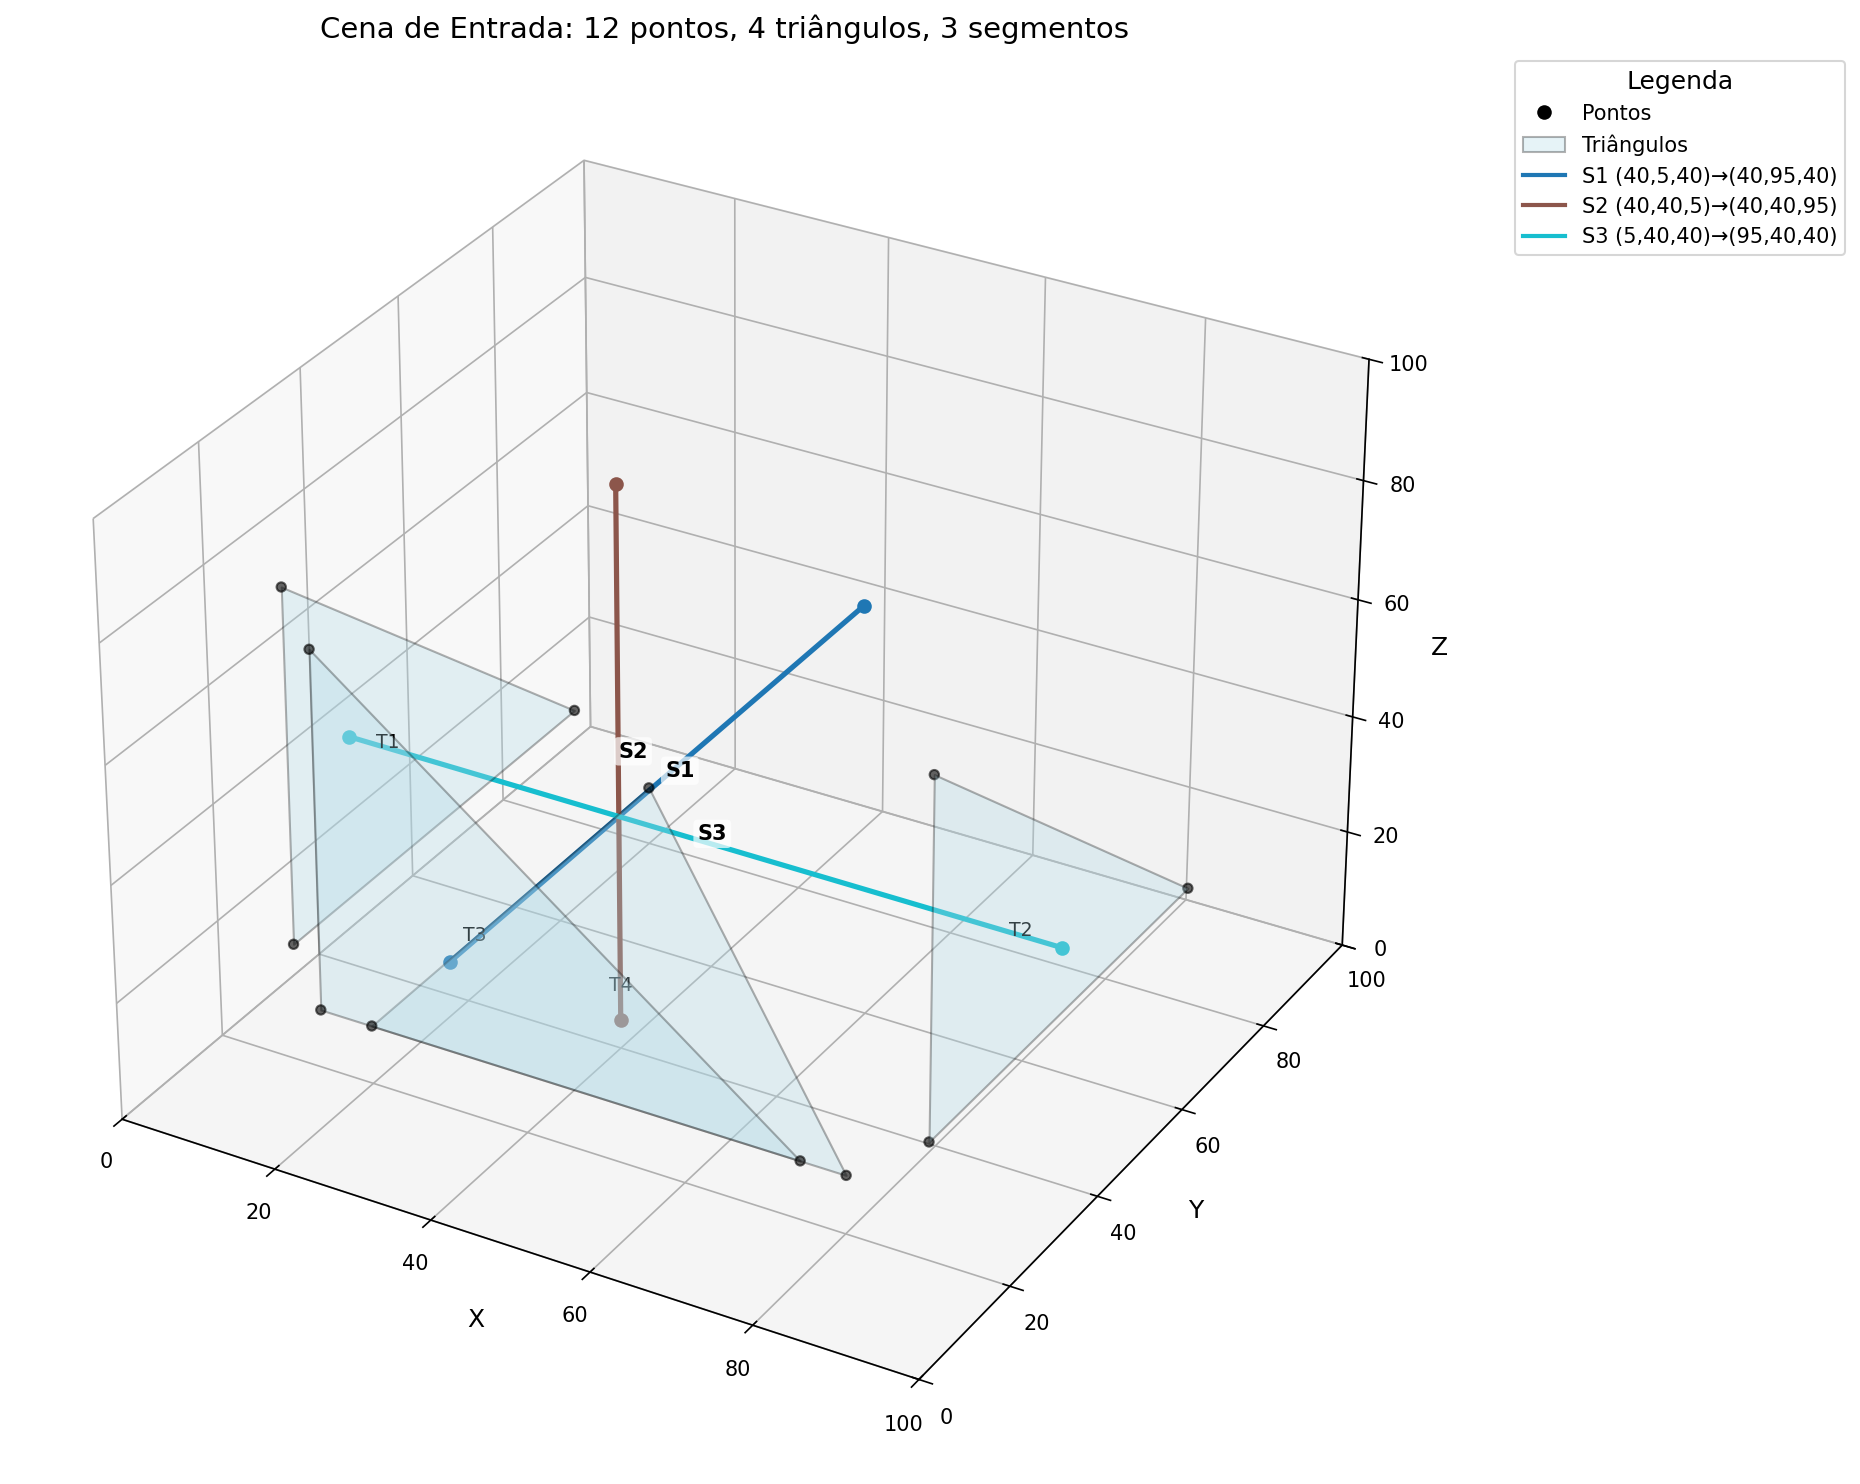 Cena de Entrada: 12 pontos, 4 triângulos, 3 segmentos
Legenda
Pontos
Triângulos
S1 (40,5,40)→(40,95,40)
S2 (40,40,5)→(40,40,95)
S3 (5,40,40)→(95,40,40)
100
80
60
Z
40
20
0
100
80
60
Y
40
20
0
0
20
40
X
60
80
100
T1
S2
S1
S3
T2
T3
T4